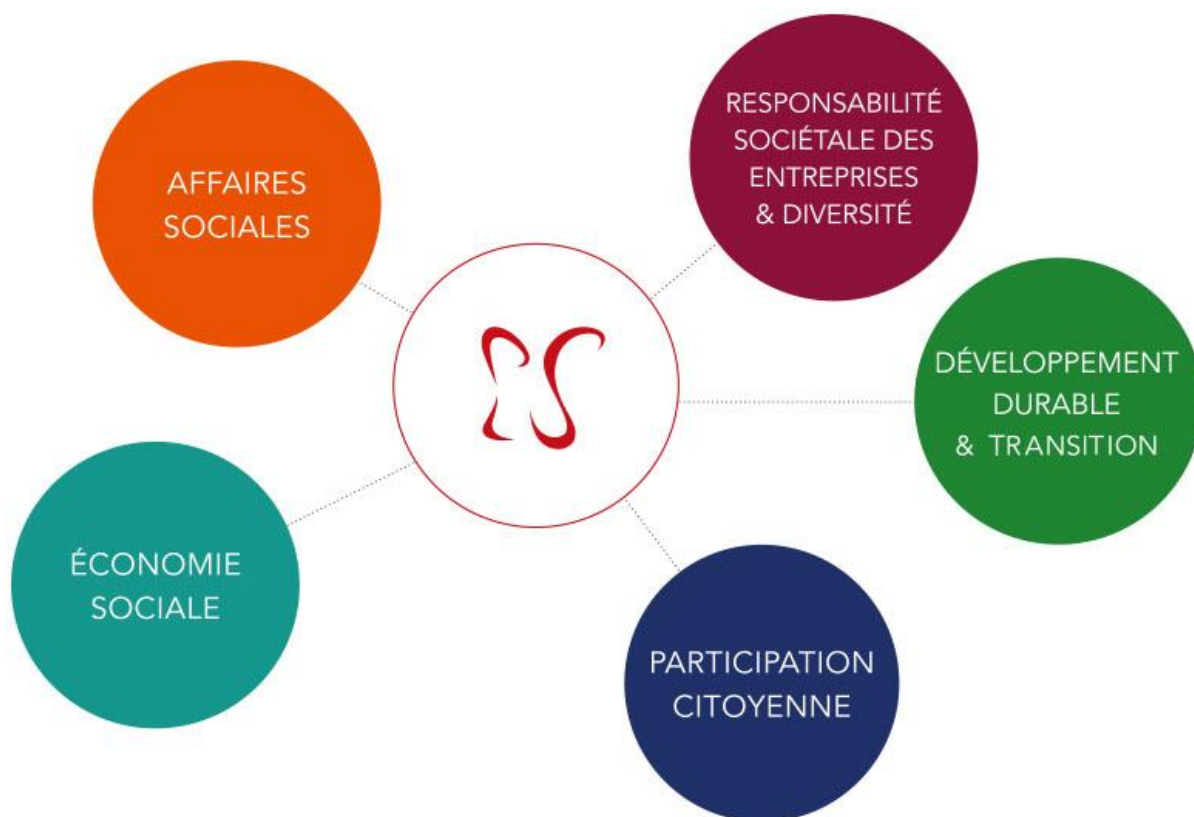 AFFAIRES
SOCIALES
RESPONSABILITÉ
SOCIÉTALE DES
ENTREPRISES
& DIVERSITÉ
DÉVELOPPEMENT
DURABLE
& TRANSITION
ÉCONOMIE
SOCIALE
PARTICIPATION
CITOYENNE